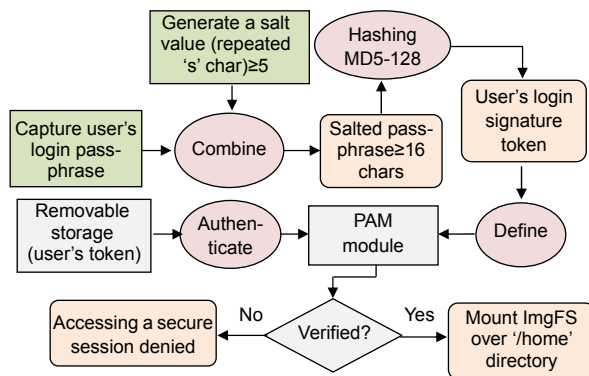 Generate a salt
value (repeated
‘s’ char)≥5
Hashing
MD5-128
Capture user’s
login pass-
phrase
Combine
Salted pass-
phrase≥16
chars
User’s login
signature
token
Removable
storage
(user’s token)
Authen-
ticate
PAM
module
Define
Accessing a secure
session denied
No
Verified?
Yes
Mount ImgFS
over ‘/home’
directory